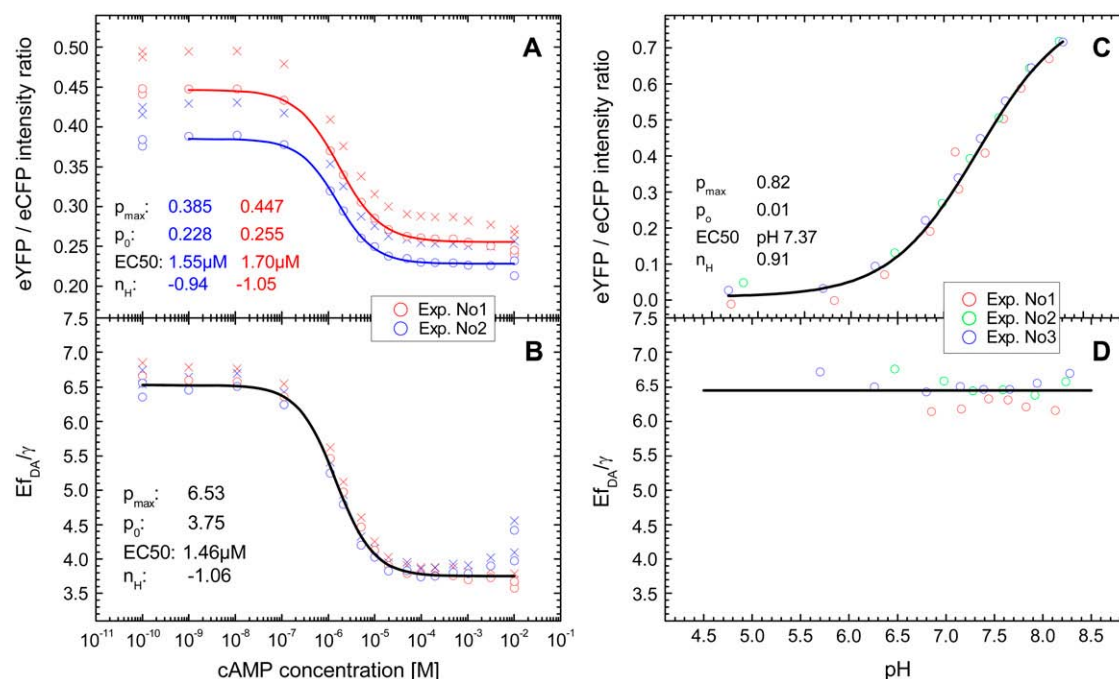 A
eYFP / eCFP intensity ratio
0.50
0.45
0.40
0.35
0.30
0.25
0.20
p_max: 0.385 0.447
p_0: 0.228 0.255
EC50: 1.55µM 1.70µM
n_H: -0.94 -1.05
Exp. No1
Exp. No2
B
Ef_DA/γ
7.5
7.0
6.5
6.0
5.5
5.0
4.5
4.0
3.5
p_max: 6.53
p_0: 3.75
EC50: 1.46µM
n_H: -1.06
10^-11 10^-10 10^-9 10^-8 10^-7 10^-6 10^-5 10^-4 10^-3 10^-2 10^-1
cAMP concentration [M]
C
eYFP / eCFP intensity ratio
0.7
0.6
0.5
0.4
0.3
0.2
0.1
0.0
p_max 0.82
p_o 0.01
EC50 pH 7.37
n_H 0.91
Exp. No1
Exp. No2
Exp. No3
D
Ef_DA/γ
7.5
7.0
6.5
6.0
5.5
5.0
4.5
4.0
3.5
4.5 5.0 5.5 6.0 6.5 7.0 7.5 8.0 8.5
pH